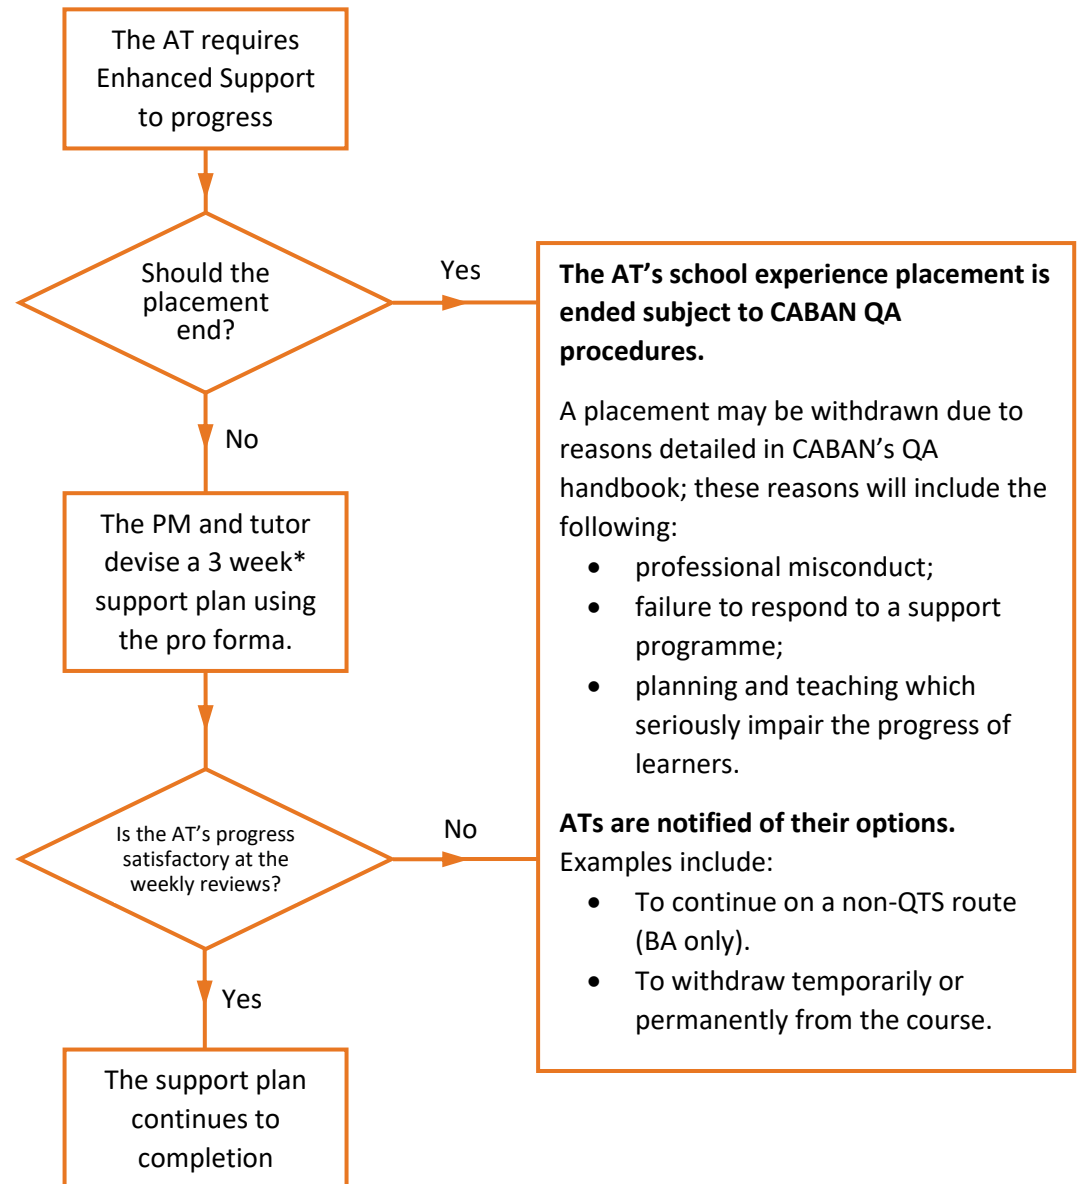 The AT requires
Enhanced Support
to progress
Should the
placement
end?
Yes
No
The PM and tutor
devise a 3 week*
support plan using
the pro forma.
Is the AT’s progress
satisfactory at the
weekly reviews?
No
Yes
The support plan
continues to
completion
The AT’s school experience placement is
ended subject to CABAN QA
procedures.
A placement may be withdrawn due to
reasons detailed in CABAN’s QA
handbook; these reasons will include the
following:
• professional misconduct;
• failure to respond to a support
programme;
• planning and teaching which
seriously impair the progress of
learners.
ATs are notified of their options.
Examples include:
• To continue on a non-QTS route
(BA only).
• To withdraw temporarily or
permanently from the course.